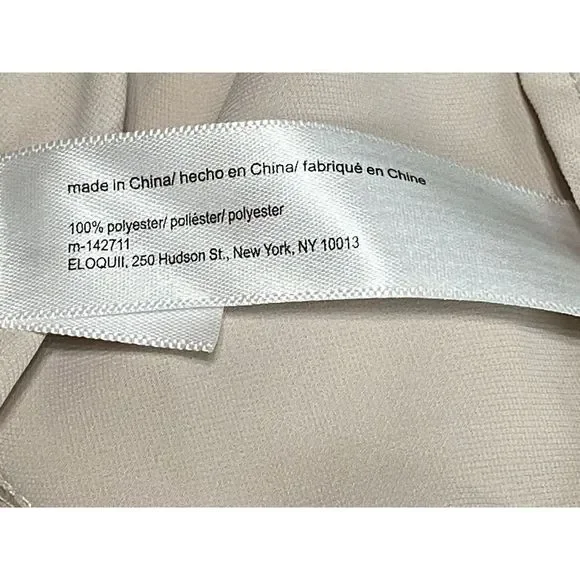 made in China/ hecho en China/ fabriqué en Chine
100% polyester/ poliéster/ polyester
m-142711
ELOQUII, 250 Hudson St., New York, NY 10013